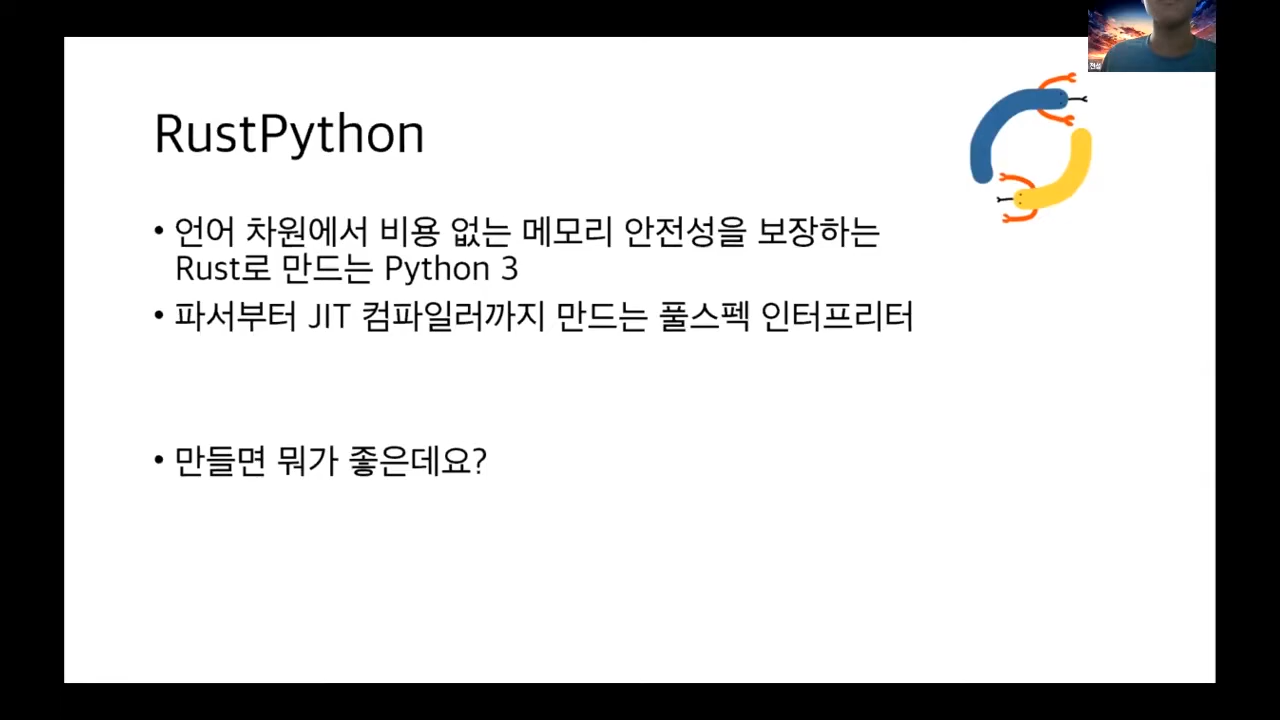 RustPython
• 언어 차원에서 비용 없는 메모리 안전성을 보장하는
Rust로 만드는 Python 3
• 파서부터 JIT 컴파일러까지 만드는 풀스펙 인터프리터
• 만들면 뭐가 좋은데요?